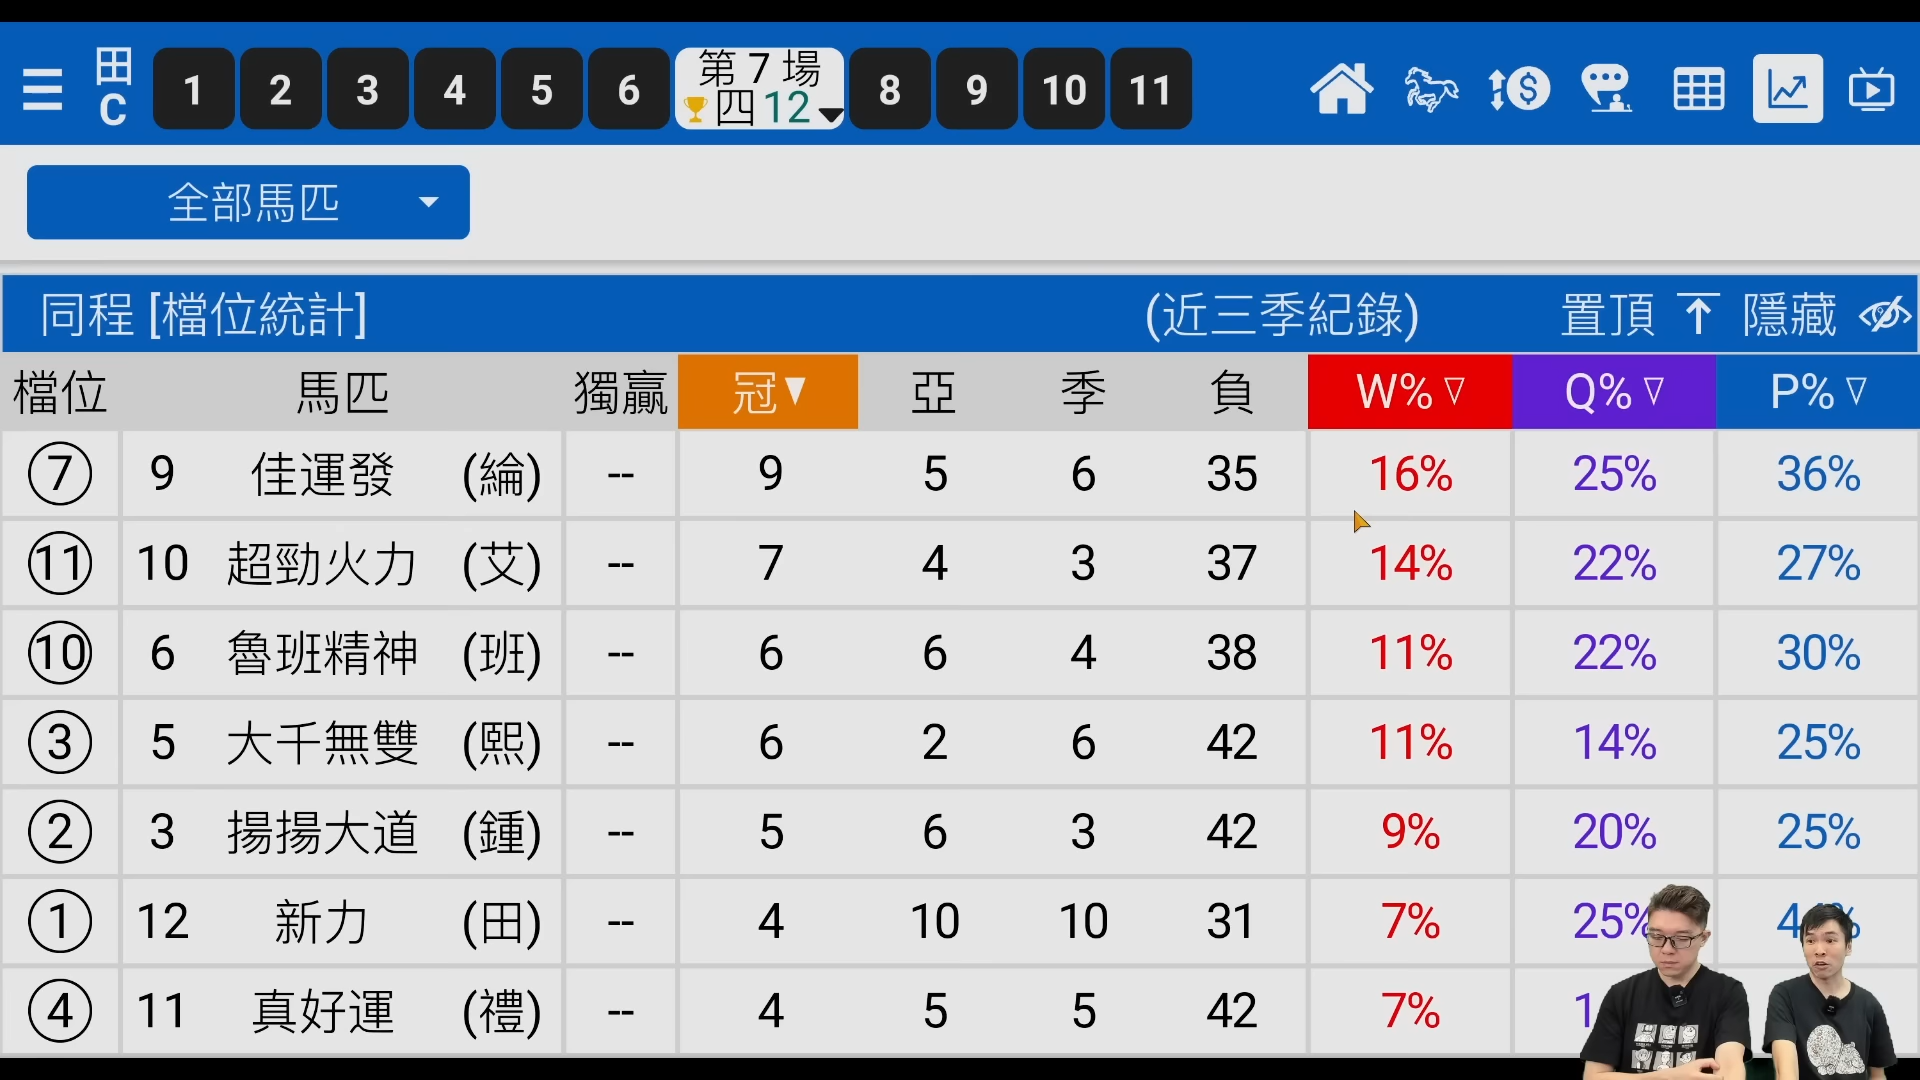 田 C 1 2 3 4 5 6 第 7 場 四 12 8 9 10 11
全部馬匹
同程 [檔位統計] (近三季紀錄) 置頂 隱藏
檔位 馬匹 獨贏 冠▼ 亞 季 負 W%▽ Q%▽ P%▽
7 9 佳運發 (綸) -- 9 5 6 35 16% 25% 36%
11 10 超勁火力 (艾) -- 7 4 3 37 14% 22% 27%
10 6 魯班精神 (班) -- 6 6 4 38 11% 22% 30%
3 5 大千無雙 (熙) -- 6 2 6 42 11% 14% 25%
2 3 揚揚大道 (鍾) -- 5 6 3 42 9% 20% 25%
1 12 新力 (田) -- 4 10 10 31 7% 25%
4 11 真好運 (禮) -- 4 5 5 42 7%